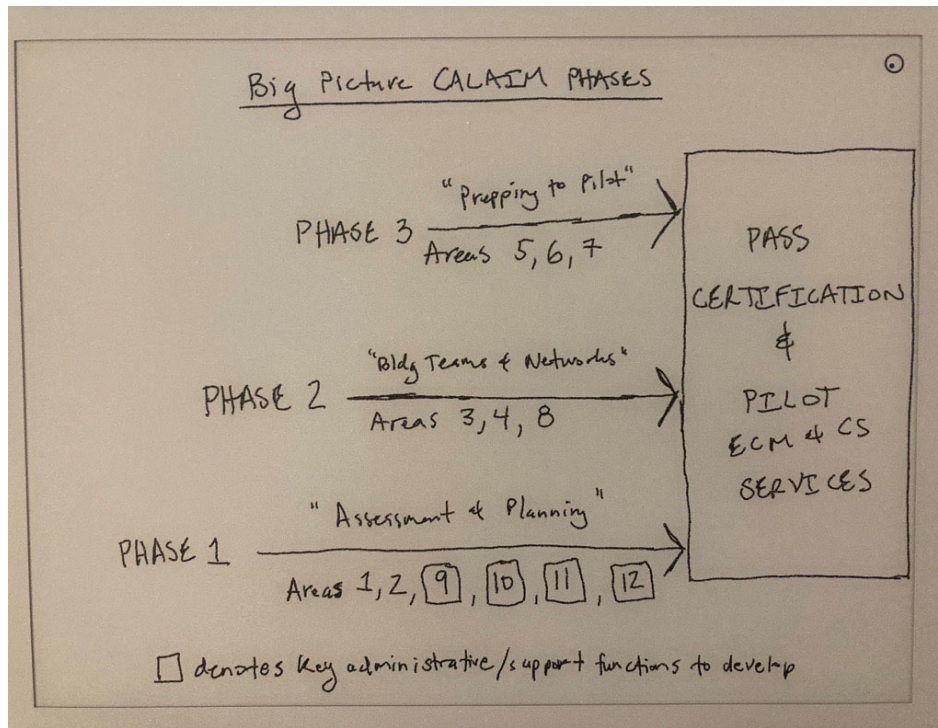 Big Picture CALAIM PHASES
"Prepping to Pilot"
PHASE 3
Areas 5, 6, 7
"Bldg Teams & Networks"
PHASE 2
Areas 3, 4, 8
"Assessment & Planning"
PHASE 1
Areas 1, 2, 9, 10, 11, 12
PASS
CERTIFICATION
&
PILOT
ECM & CS
SERVICES
denotes key administrative/support functions to develop